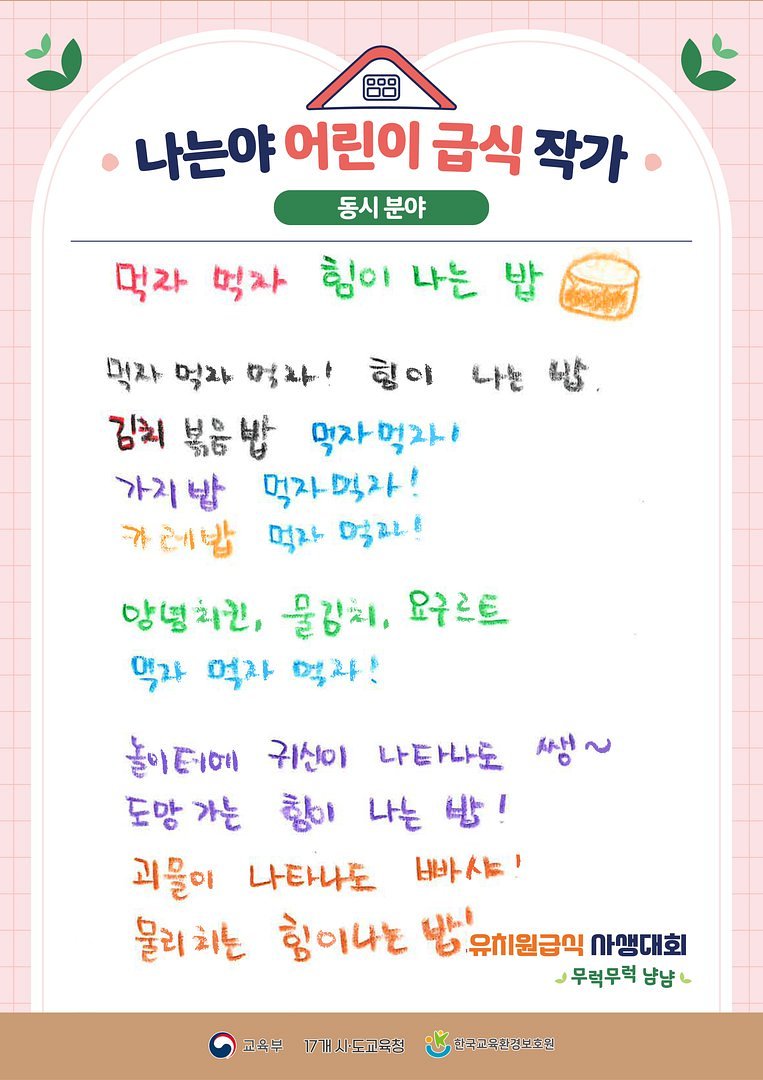 나는야 어린이 급식 작가
동시 분야
먹자 먹자 힘이 나는 밥
먹자 먹자 먹자! 힘이 나는 밥.
김치 볶음밥 먹자먹자!
가지밥 먹자먹자!
카레밥 먹자 먹자!
양념치킨, 물김치, 요구르트
먹자 먹자 먹자!
놀이터에 귀신이 나타나도 쌩~
도망 가는 힘이 나는 밥!
괴물이 나타나도 빠샤!
물리치는 힘이나는 밥!
유치원급식 사생대회
무럭무럭 냠냠
교육부 17개 시·도교육청 한국교육환경보호원